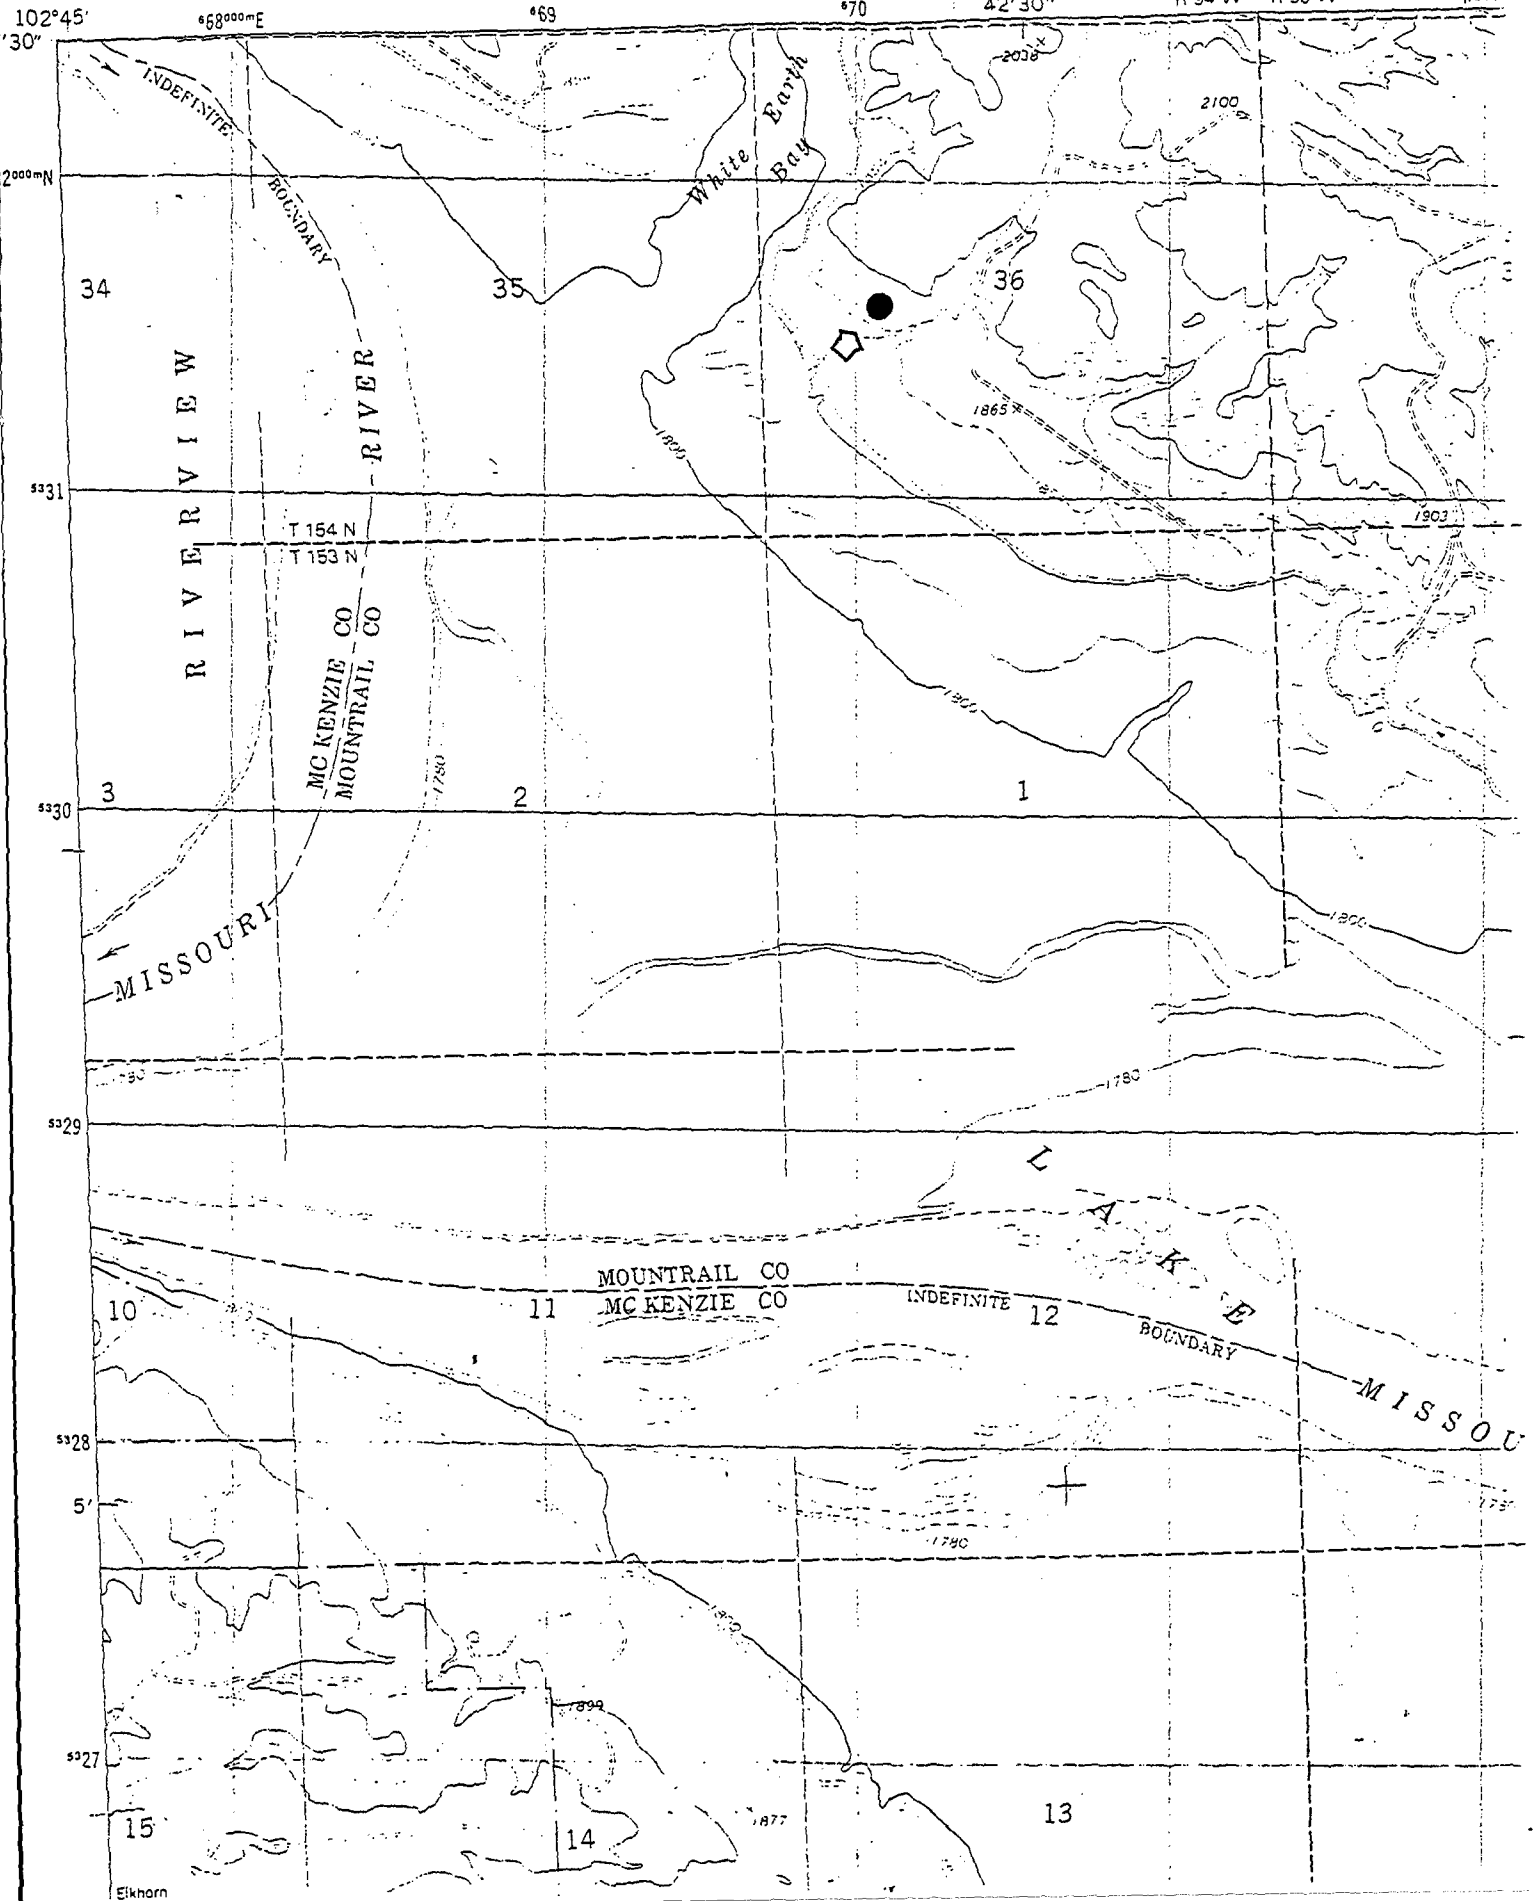 102°45'
⁶68⁰⁰⁰ᵐE
⁶69
⁶70
42'30"
'30"
INDEFINITE
BOUNDARY
White Earth
Bay
2038
2100
2⁰⁰⁰ᵐN
34
35
36
RIVERVIEW
RIVER
1865
1800
⁵³31
T 154 N
T 153 N
1903
MC KENZIE CO
MOUNTRAIL CO
1800
1780
⁵³30
3
2
1
MISSOURI
1800
1780
⁵³29
LAKE
MOUNTRAIL CO
MC KENZIE CO
INDEFINITE
BOUNDARY
10
11
12
MISSOU
⁵³28
5'
1780
1800
1899
⁵³27
1877
15
14
13
Elkhorn